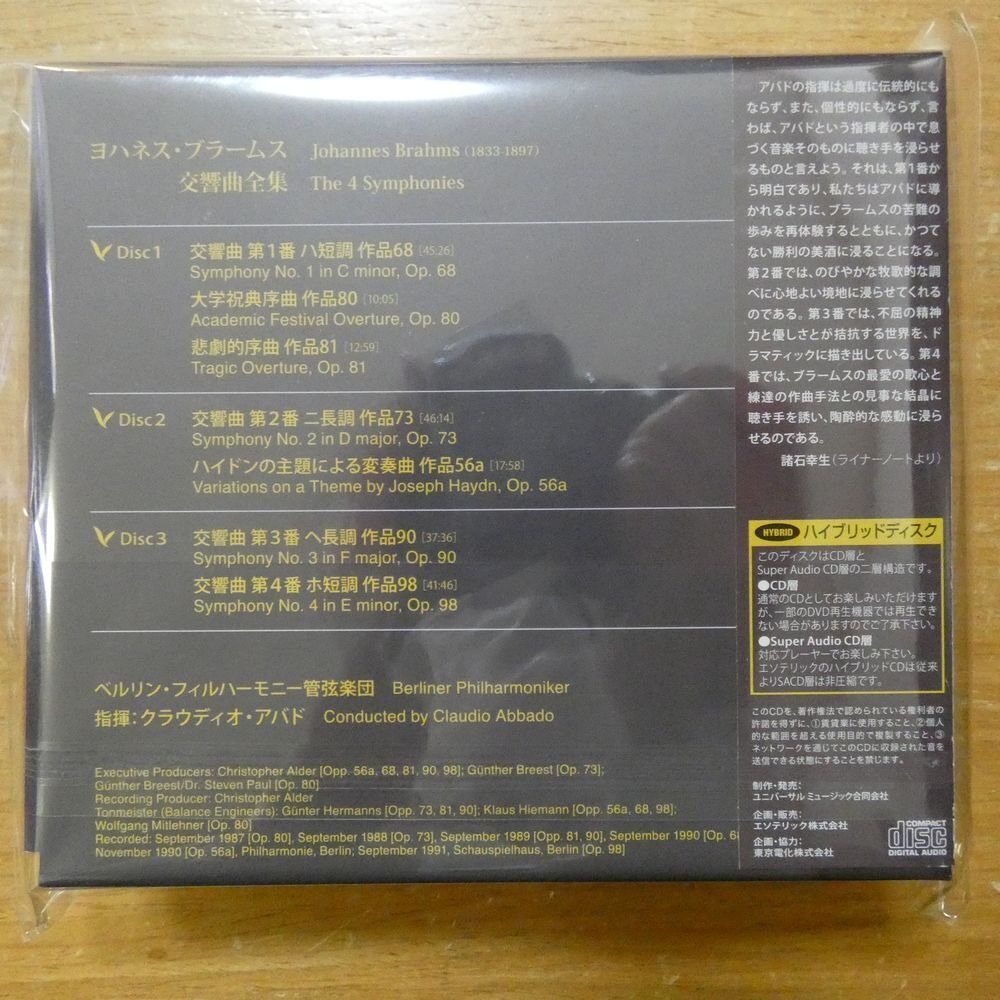 ヨハネス・ブラームス Johannes Brahms (1833-1897)
交響曲全集 The 4 Symphonies
Disc1 交響曲 第1番 ハ短調 作品68 [45:26]
Symphony No. 1 in C minor, Op. 68
大学祝典序曲 作品80 [10:05]
Academic Festival Overture, Op. 80
悲劇的序曲 作品81 [12:59]
Tragic Overture, Op. 81
Disc2 交響曲 第2番 ニ長調 作品73 [46:14]
Symphony No. 2 in D major, Op. 73
ハイドンの主題による変奏曲 作品56a [17:58]
Variations on a Theme by Joseph Haydn, Op. 56a
Disc3 交響曲 第3番 ヘ長調 作品90 [37:36]
Symphony No. 3 in F major, Op. 90
交響曲 第4番 ホ短調 作品98 [41:46]
Symphony No. 4 in E minor, Op. 98
ベルリン・フィルハーモニー管弦楽団 Berliner Philharmoniker
指揮：クラウディオ・アバド Conducted by Claudio Abbado
Executive Producers: Christopher Alder [Opp. 56a, 68, 81, 90, 98]; Günther Breest [Op. 73];
Günther Breest/Dr. Steven Paul [Op. 80]
Recording Producer: Christopher Alder
Tonmeister (Balance Engineers): Günter Hermanns [Opp. 73, 81, 90]; Klaus Hiemann [Opp. 56a, 68, 98];
Wolfgang Mitlehner [Op. 80]
Recorded: September 1987 [Op. 80], September 1988 [Op. 73], September 1989 [Opp. 81, 90], September 1990 [Op. 68
November 1990 [Op. 56a], Philharmonie, Berlin; September 1991, Schauspielhaus, Berlin [Op. 98]
アバドの指揮は過度に伝統的にも
ならず、また、個性的にもならず、言
わば、アバドという指揮者の中で息
づく音楽そのものに聴き手を浸らせ
るものと言えよう。それは、第1番か
ら明白であり、私たちはアバドに導
かれるように、ブラームスの苦難の
歩みを再体験するとともに、かつて
ない勝利の美酒に浸ることになる。
第2番では、のびやかな牧歌的な調
べに心地よい境地に浸らせてくれる
のである。第3番では、不屈の精神
力と優しさとが拮抗する世界を、ド
ラマティックに描き出している。第4
番では、ブラームスの最愛の歌心と
練達の作曲手法との見事な結晶に
聴き手を誘い、陶酔的な感動に浸ら
せるのである。
諸石幸生（ライナーノートより）
HYBRID ハイブリッドディスク
このディスクはCD層と
Super Audio CD層の二層構造です。
●CD層
通常のCDとしてお楽しみいただけます
が、一部のDVD再生機器では再生でき
ない場合がありますのでご了承下さい。
●Super Audio CD層
対応プレーヤーでお楽しみ下さい。
エソテリックのハイブリッドCDは従来
よりSACD層は非圧縮です。
このCDを、著作権法で認められている権利者の
許諾を得ずに、①賃貸業に使用すること、②個人
的な範囲を超える使用目的で複製すること、③
ネットワークを通じてこのCDに収録された音を
送信できる状態にすることを禁じます。
制作・発売：
ユニバーサル ミュージック合同会社
企画・販売：
エソテリック株式会社
企画・協力：
東京電化株式会社
COMPACT
disc
DIGITAL AUDIO